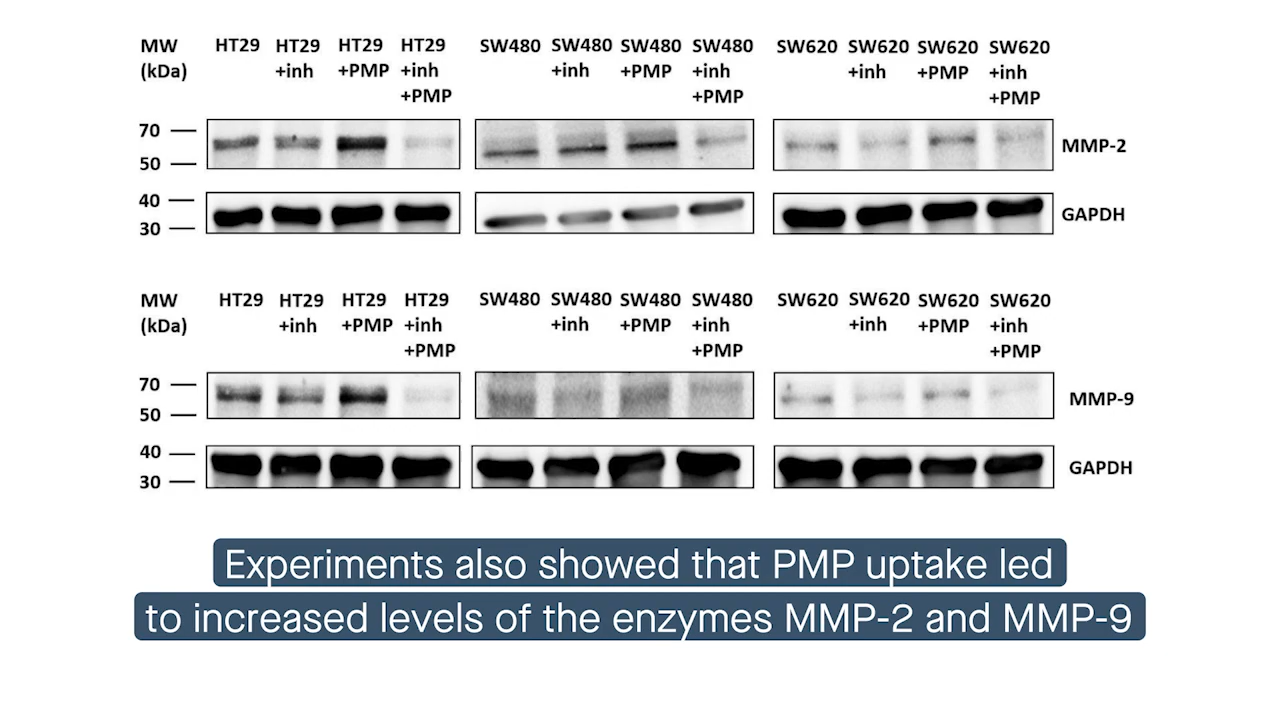 MW HT29 HT29 HT29 HT29 SW480 SW480 SW480 SW480 SW620 SW620 SW620 SW620
(kDa) +inh +PMP +inh +inh +PMP +inh +inh +PMP +inh
+PMP +PMP +PMP
70
MMP-2
50
40
GAPDH
30
MW HT29 HT29 HT29 HT29 SW480 SW480 SW480 SW480 SW620 SW620 SW620 SW620
(kDa) +inh +PMP +inh +inh +PMP +inh +inh +PMP +inh
+PMP +PMP +PMP
70
MMP-9
50
40
GAPDH
30
Experiments also showed that PMP uptake led
to increased levels of the enzymes MMP-2 and MMP-9